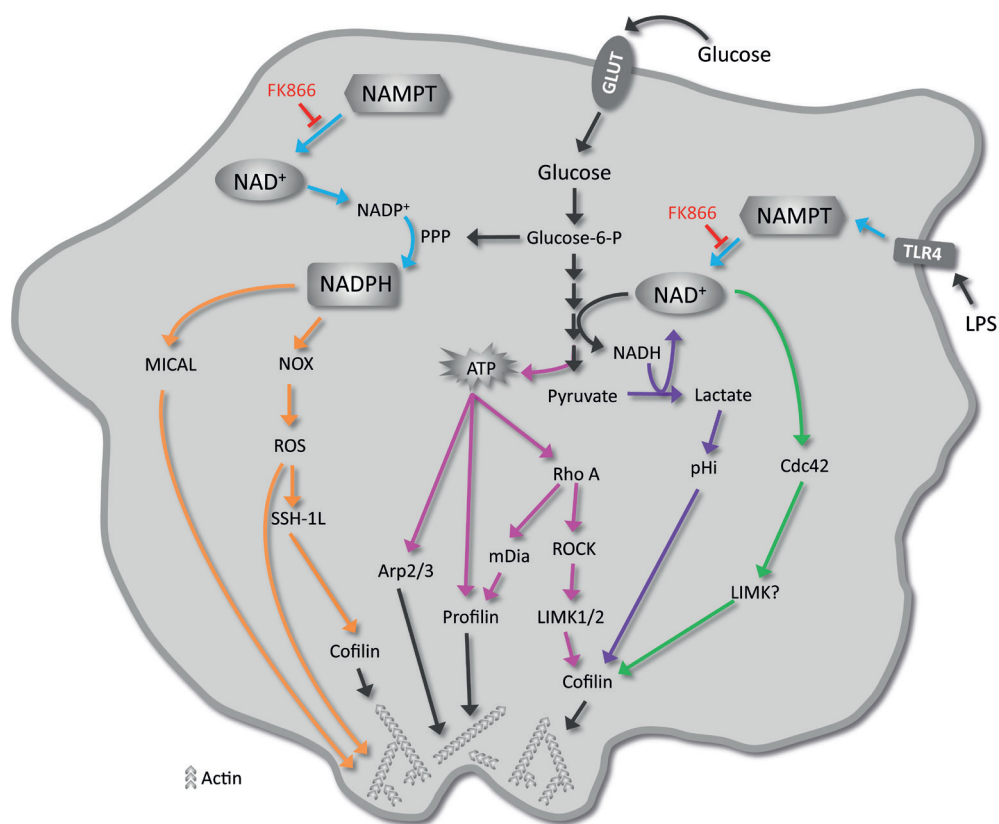 Glucose
GLUT
FK866
NAMPT
Glucose
NAD+
NADP+
FK866
NAMPT
PPP
Glucose-6-P
TLR4
NADPH
NAD+
LPS
MICAL
NOX
ATP
NADH
Pyruvate
Lactate
ROS
Rho A
pHi
Cdc42
SSH-1L
mDia
ROCK
Arp2/3
LIMK?
Profilin
LIMK1/2
Cofilin
Cofilin
Actin